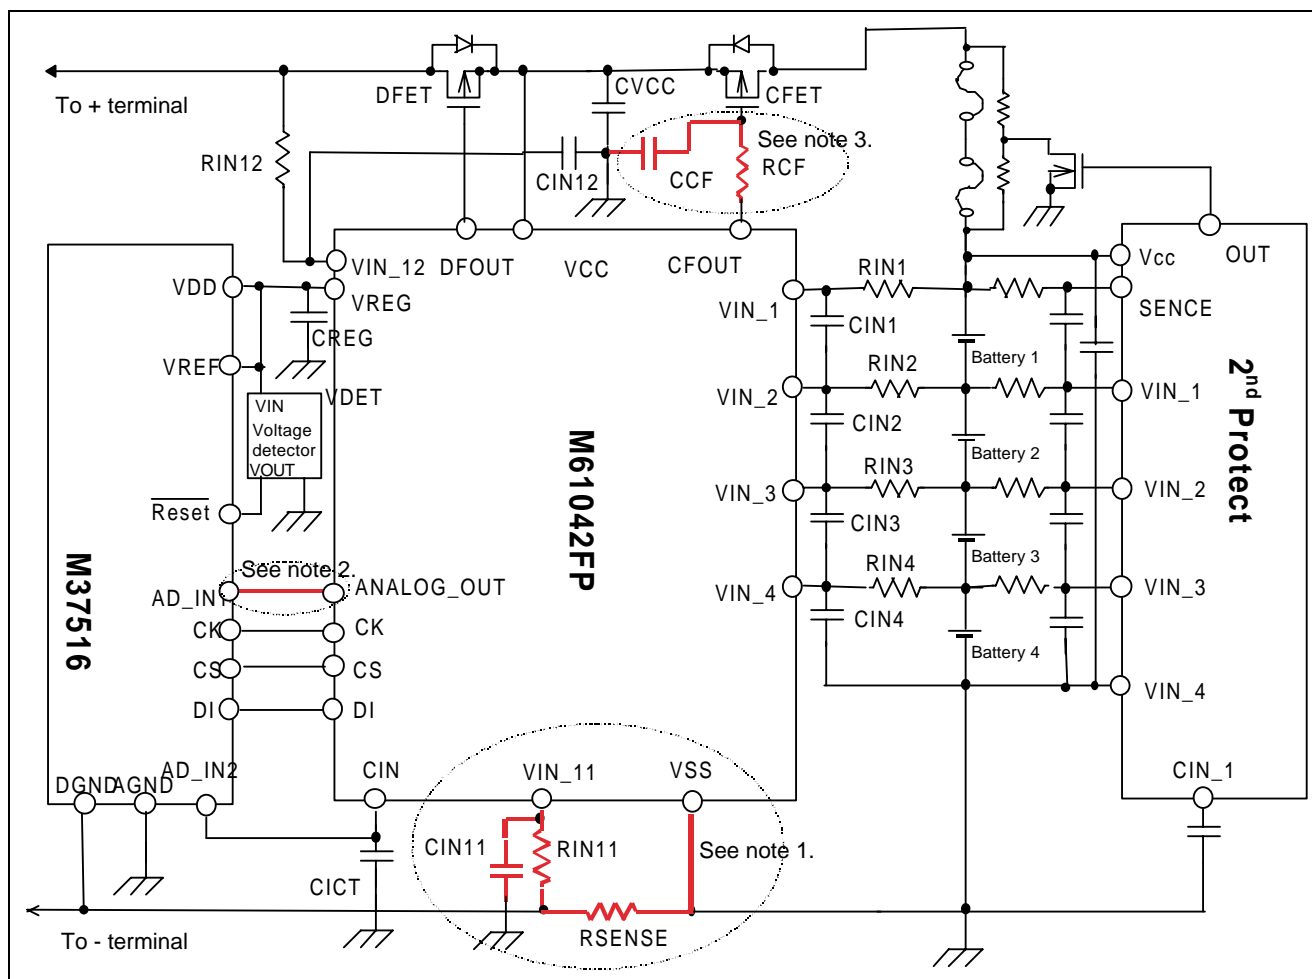 DFET
CVCC
CFET
To + terminal
RIN12
CIN12
CCF
See note 3.
RCF
VIN_12
DFOUT
VCC
CFOUT
Vcc
OUT
VDD
VREG
CREG
VREF
VDET
VIN
Voltage
detector
VOUT
Reset
VIN_1
RIN1
SENCE
CIN1
Battery 1
RIN2
VIN_2
VIN_1
CIN2
Battery 2
RIN3
VIN_3
VIN_2
CIN3
Battery 3
RIN4
VIN_4
VIN_3
CIN4
Battery 4
VIN_4
M61042FP
2nd Protect
M37516
See note 2.
AD_IN1
ANALOG_OUT
CK
CK
CS
CS
DI
DI
DGND
AGND
AD_IN2
CIN
VIN_11
VSS
CIN_1
CIN11
RIN11
See note 1.
CICT
RSENSE
To - terminal